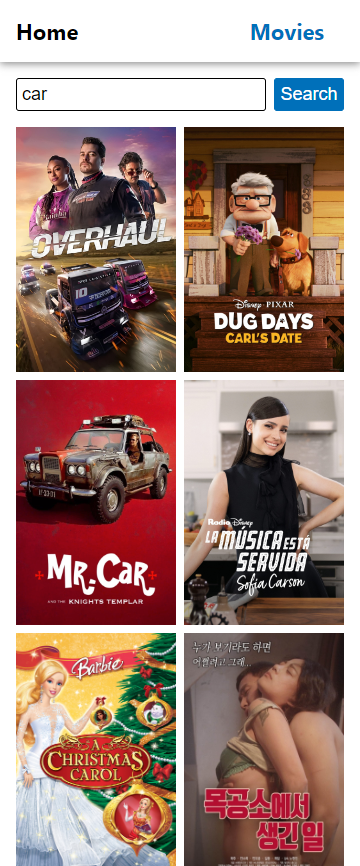 Home
Movies
car
Search
OVERHAUL
Disney · PIXAR
DUG DAYS
CARL'S DATE
MR. CAR
AND THE KNIGHTS TEMPLAR
Radio Disney
LA MÚSICA ESTÁ
SERVIDA
Sofia Carson
Barbie
A
CHRISTMAS
CAROL
누가 보기라도 하면
어쩔려고 그래...
목공소에서
생긴 일